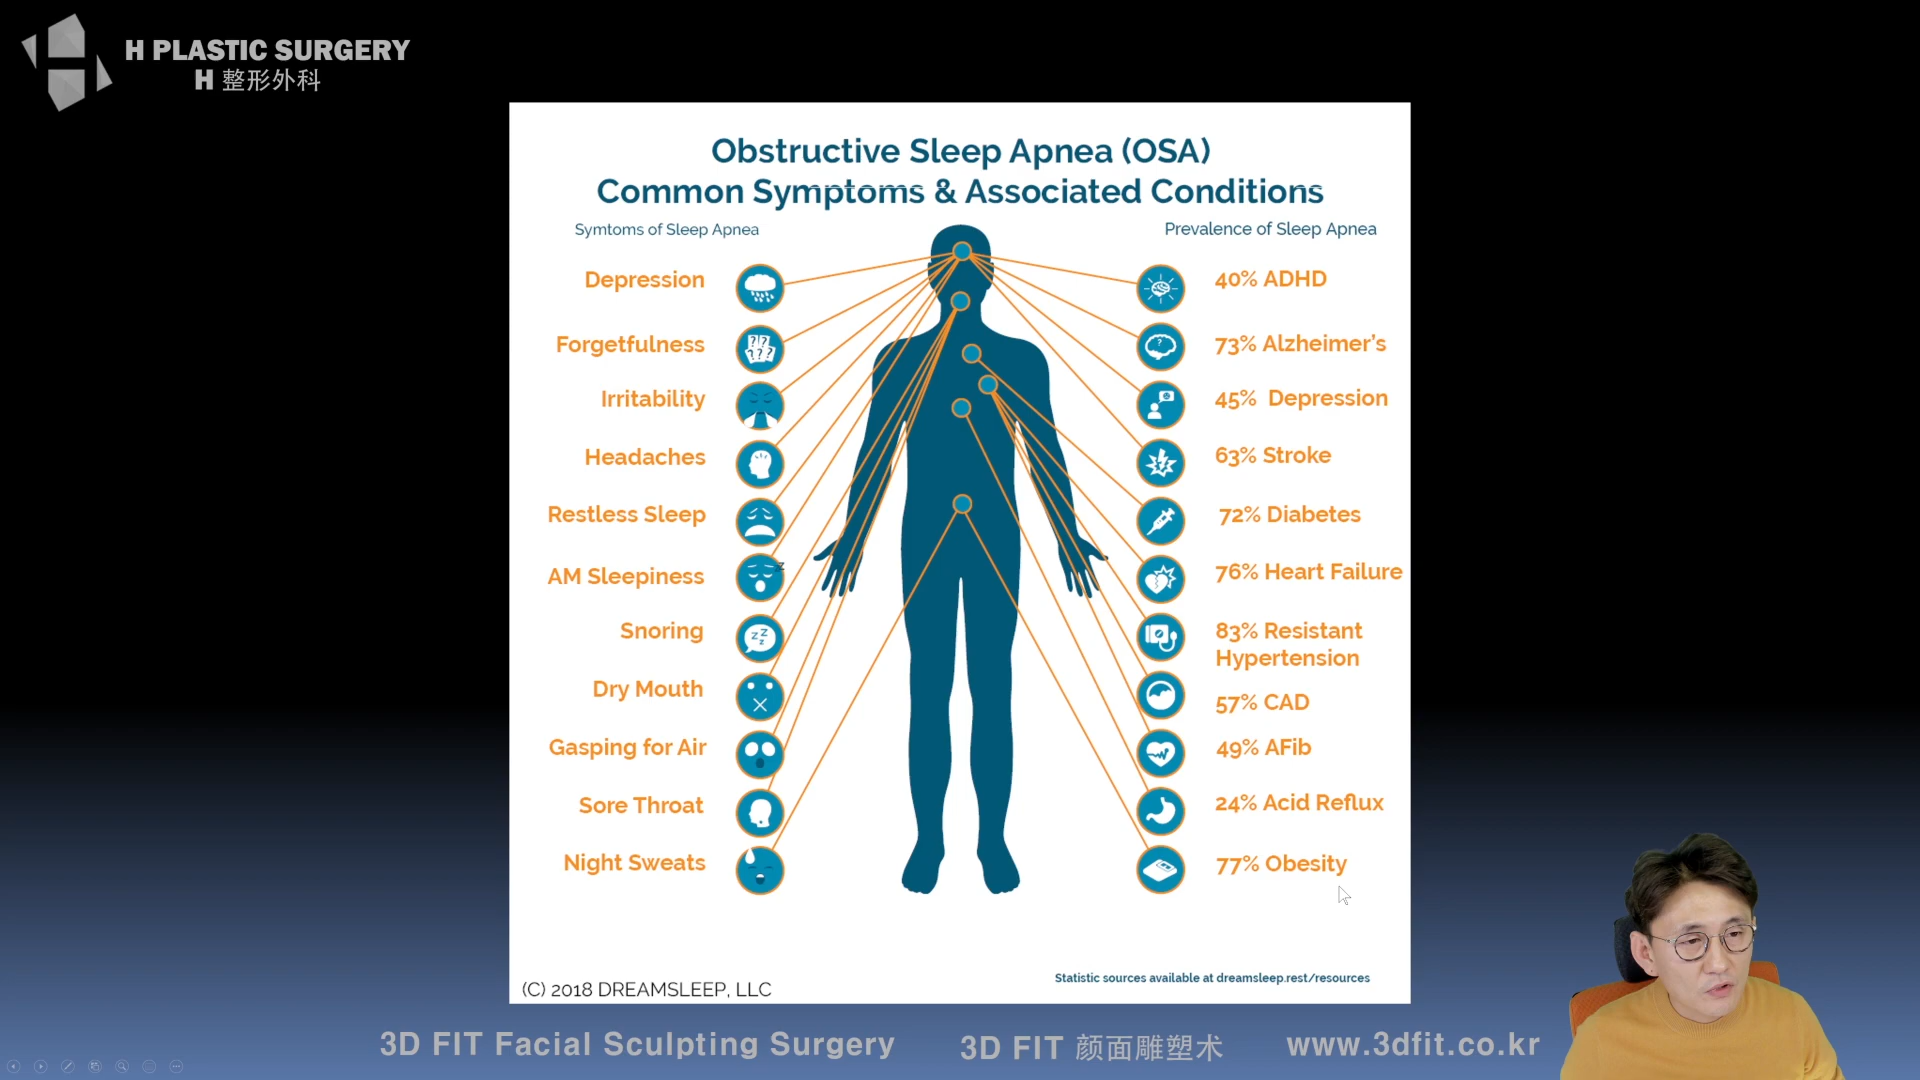 H PLASTIC SURGERY
H 整形外科
Obstructive Sleep Apnea (OSA)
Common Symptoms & Associated Conditions
Symtoms of Sleep Apnea
Prevalence of Sleep Apnea
Depression
Forgetfulness
Irritability
Headaches
Restless Sleep
AM Sleepiness
Snoring
Dry Mouth
Gasping for Air
Sore Throat
Night Sweats
40% ADHD
73% Alzheimer's
45% Depression
63% Stroke
72% Diabetes
76% Heart Failure
83% Resistant
Hypertension
57% CAD
49% AFib
24% Acid Reflux
77% Obesity
Statistic sources available at dreamsleep.rest/resources
(C) 2018 DREAMSLEEP, LLC
3D FIT Facial Sculpting Surgery
3D FIT 颜面雕塑术
www.3dfit.co.kr